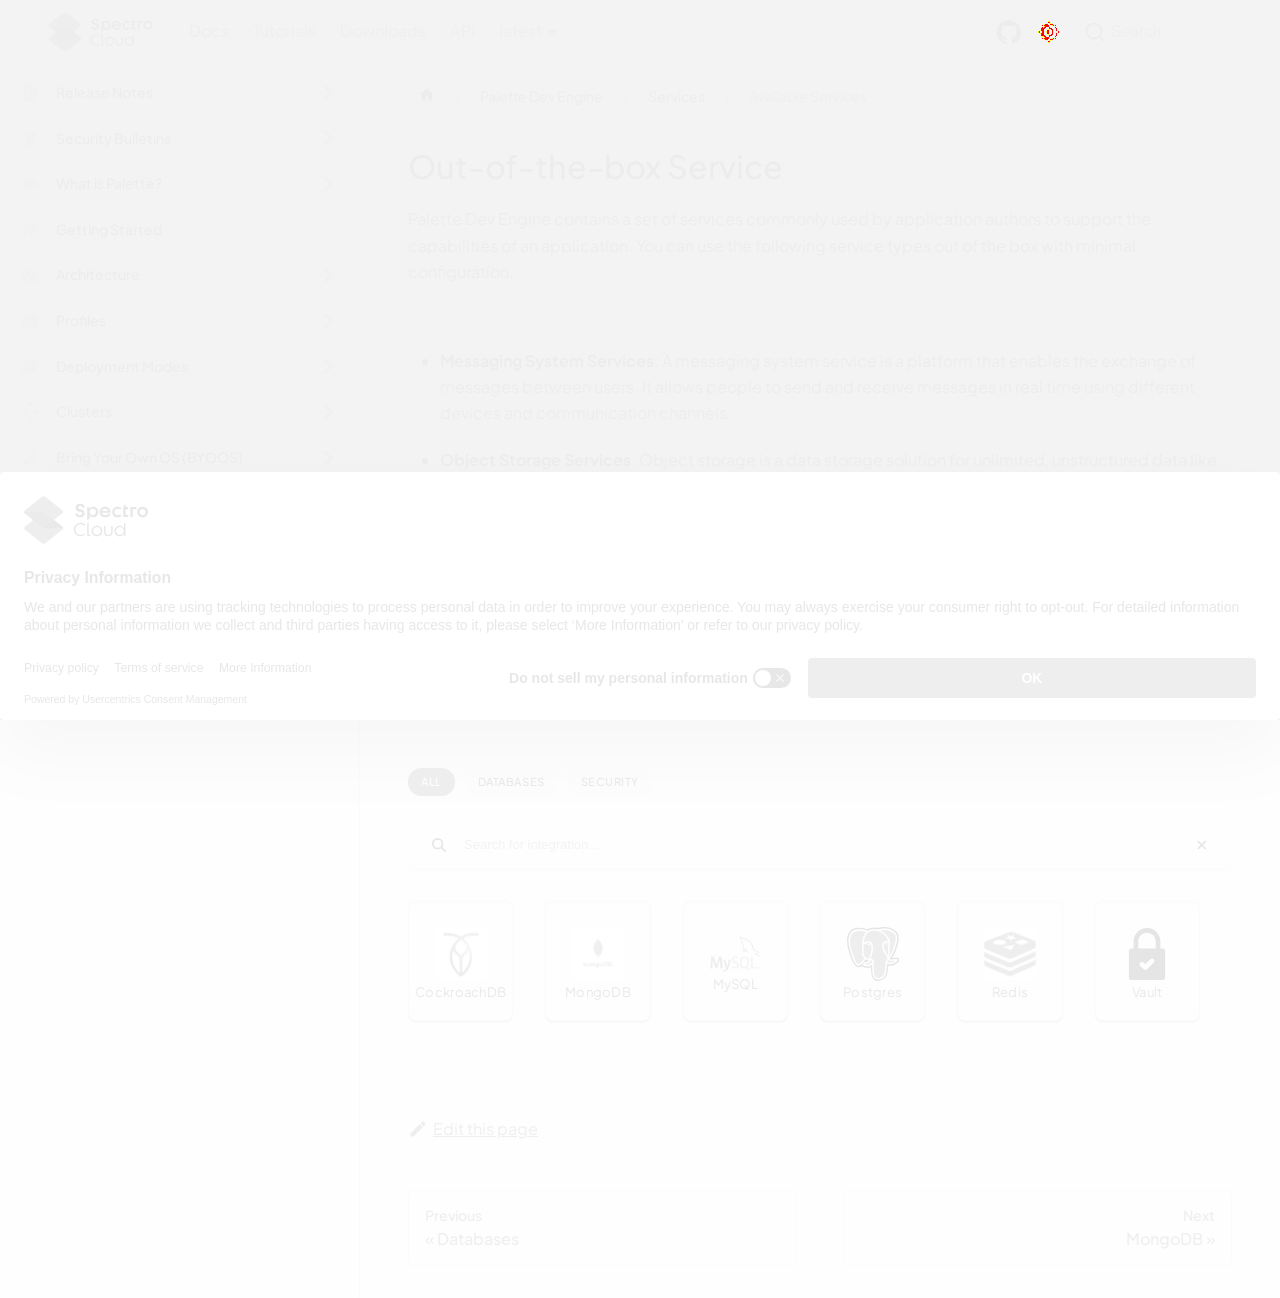 Spectro Cloud
Docs Tutorials Downloads API latest
Search
Release Notes
Security Bulletins
What is Palette?
Getting Started
Architecture
Profiles
Deployment Modes
Clusters
Bring Your Own OS (BYOOS)
Palette Dev Engine Services Available Services
Out-of-the-box Service
Palette Dev Engine contains a set of services commonly used by application authors to support the
capabilities of an application. You can use the following service types out of the box with minimal
configuration.
Messaging System Services. A messaging system service is a platform that enables the exchange of
messages between users. It allows people to send and receive messages in real time using different
devices and communication channels.
Object Storage Services. Object storage is a data storage solution for unlimited, unstructured data like
Spectro
Cloud
Privacy Information
We and our partners are using tracking technologies to process personal data in order to improve your experience. You may always exercise your consumer right to opt-out. For detailed information
about personal information we collect and third parties having access to it, please select ‘More Information’ or refer to our privacy policy.
Privacy policy Terms of service More Information
Powered by Usercentrics Consent Management
Do not sell my personal information
OK
ALL DATABASES SECURITY
Search for integration...
CockroachDB
MongoDB
MySQL
MySQL
Postgres
Redis
Vault
Edit this page
Previous
« Databases
Next
MongoDB »